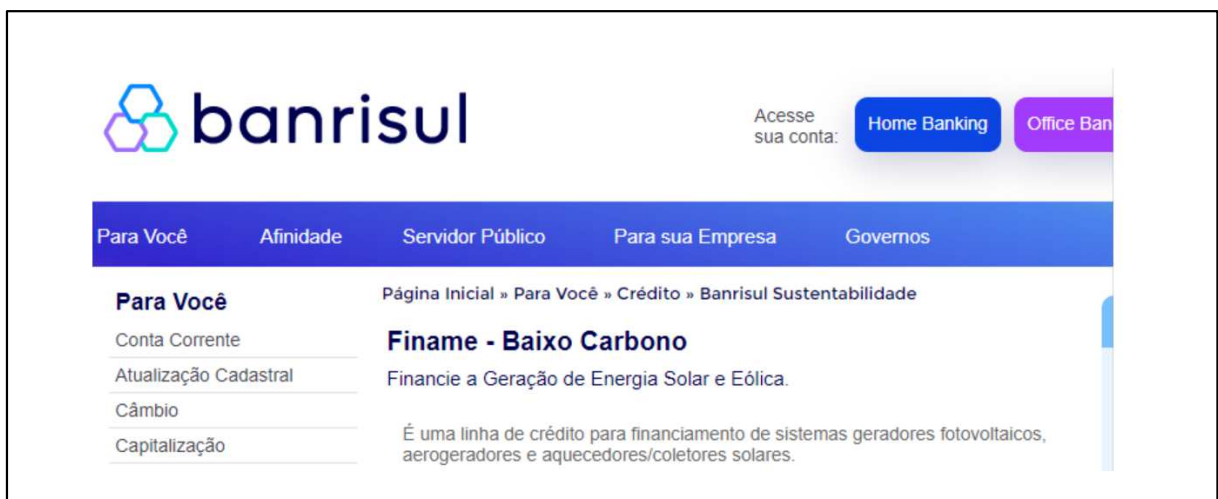 banrisul
Acesse
sua conta:
Home Banking
Office Ban
Para Você Afinidade Servidor Público Para sua Empresa Governos
Para Você
Conta Corrente
Atualização Cadastral
Câmbio
Capitalização
Página Inicial » Para Você » Crédito » Banrisul Sustentabilidade
Finame - Baixo Carbono
Financie a Geração de Energia Solar e Eólica.
É uma linha de crédito para financiamento de sistemas geradores fotovoltaicos,
aerogeradores e aquecedores/coletores solares.